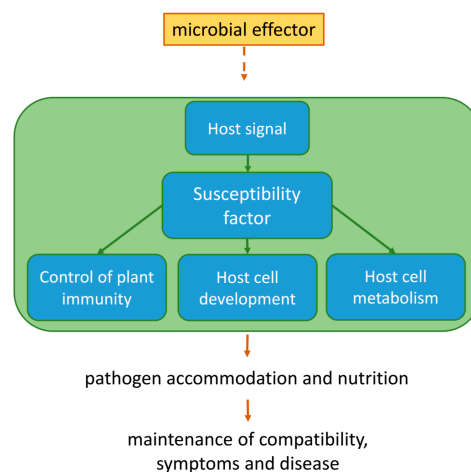 microbial effector
Host signal
Susceptibility
factor
Control of plant
immunity
Host cell
development
Host cell
metabolism
pathogen accommodation and nutrition
maintenance of compatibility,
symptoms and disease